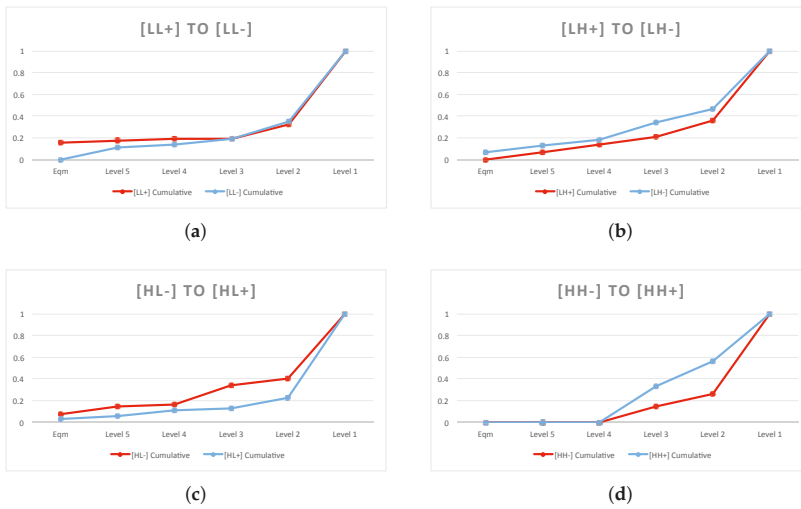 [LL+] TO [LL-]
1
0.8
0.6
0.4
0.2
0
Eqm Level 5 Level 4 Level 3 Level 2 Level 1
[LL+] Cumulative [LL-] Cumulative
(a)
[LH+] TO [LH-]
1
0.8
0.6
0.4
0.2
0
Eqm Level 5 Level 4 Level 3 Level 2 Level 1
[LH+] Cumulative [LH-] Cumulative
(b)
[HL-] TO [HL+]
1
0.8
0.6
0.4
0.2
0
Eqm Level 5 Level 4 Level 3 Level 2 Level 1
[HL-] Cumulative [HL+] Cumulative
(c)
[HH-] TO [HH+]
1
0.8
0.6
0.4
0.2
0
Eqm Level 5 Level 4 Level 3 Level 2 Level 1
[HH-] Cumulative [HH+] Cumulative
(d)